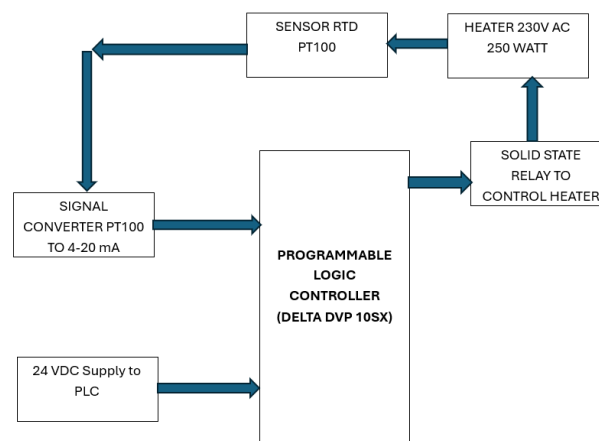 SENSOR RTD
PT100
HEATER 230V AC
250 WATT
SOLID STATE
RELAY TO
CONTROL HEATER
SIGNAL
CONVERTER PT100
TO 4-20 mA
PROGRAMMABLE
LOGIC
CONTROLLER
(DELTA DVP 10SX)
24 VDC Supply to
PLC